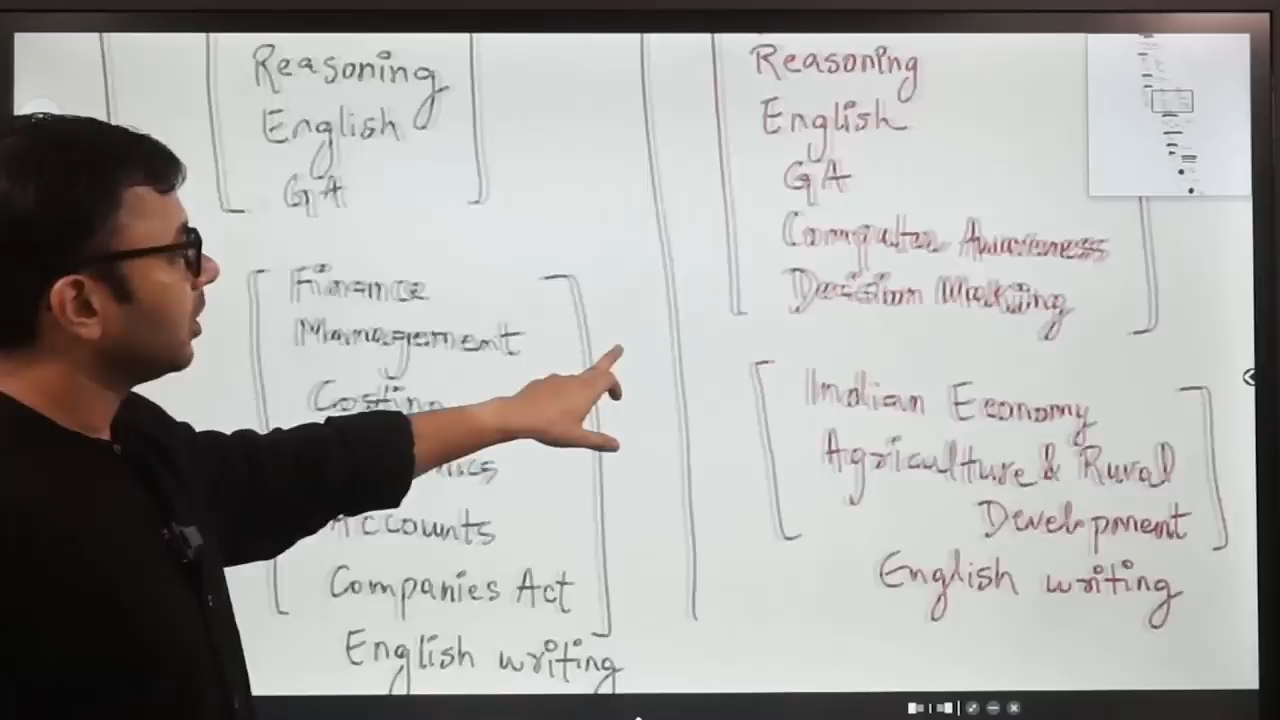 Reasoning
English
GA
Finance
Management
Costing
Accounts
Companies Act
English writing
Reasoning
English
GA
Computer Awareness
Decision Making
Indian Economy
Agriculture & Rural
Development
English writing